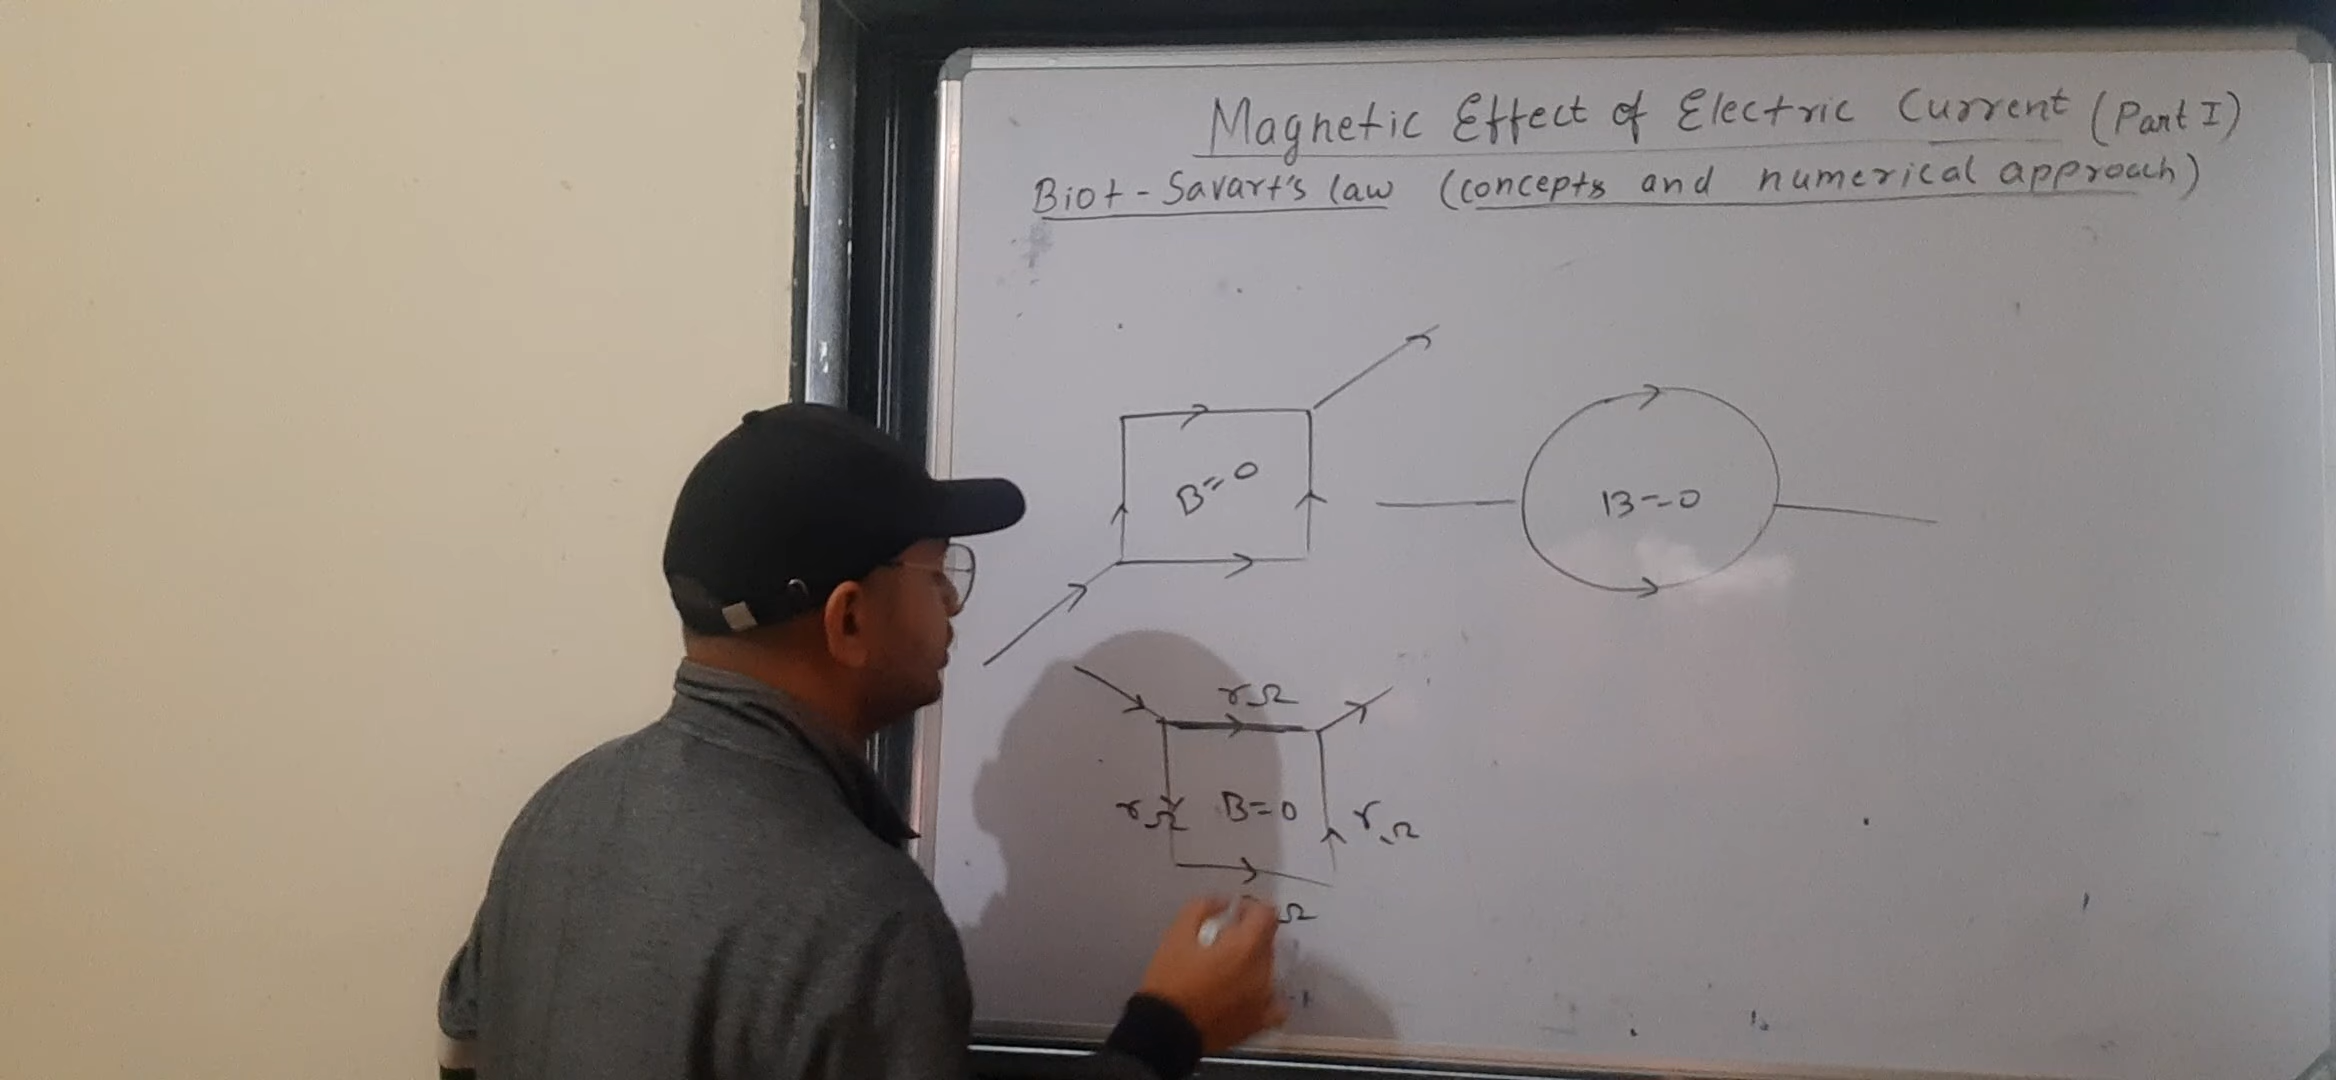 Magnetic Effect of Electric Current (Part I)
Biot-Savart's law (concepts and numerical approach)
B=0
B=0
rΩ
rΩ
B=0
rΩ
Ω